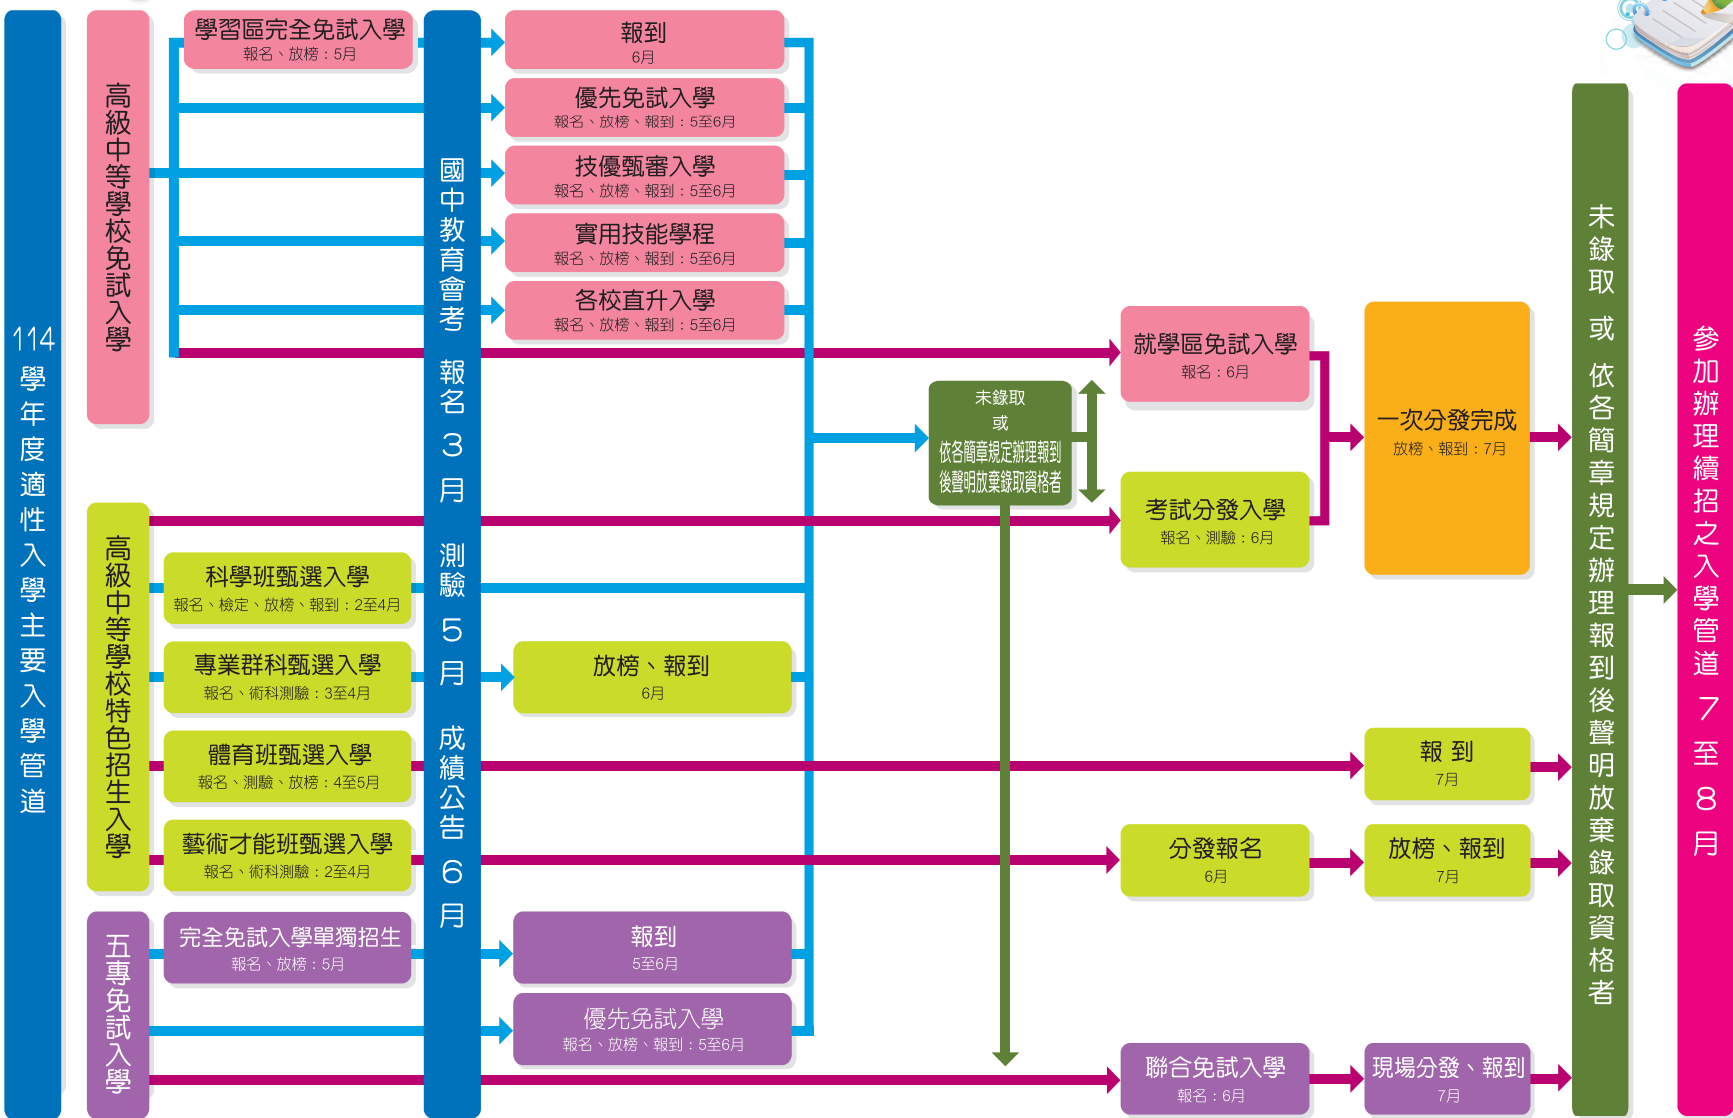 114學年度適性入學主要入學管道
高級中等學校免試入學
學習區完全免試入學
報名、放榜：5月
國中教育會考 報名3月 測驗5月 成績公告6月
報到
6月
優先免試入學
報名、放榜、報到：5至6月
技優甄審入學
報名、放榜、報到：5至6月
實用技能學程
報名、放榜、報到：5至6月
各校直升入學
報名、放榜、報到：5至6月
就學區免試入學
報名：6月
未錄取
或
依各簡章規定辦理報到
後聲明放棄錄取資格者
一次分發完成
放榜、報到：7月
高級中等學校特色招生入學
考試分發入學
報名、測驗：6月
科學班甄選入學
報名、檢定、放榜、報到：2至4月
專業群科甄選入學
報名、術科測驗：3至4月
放榜、報到
6月
體育班甄選入學
報名、測驗、放榜：4至5月
報 到
7月
藝術才能班甄選入學
報名、術科測驗：2至4月
分發報名
6月
放榜、報到
7月
五專免試入學
完全免試入學單獨招生
報名、放榜：5月
報到
5至6月
優先免試入學
報名、放榜、報到：5至6月
聯合免試入學
報名：6月
現場分發、報到
7月
未錄取 或 依各簡章規定辦理報到後聲明放棄錄取資格者
參加辦理續招之入學管道 7至8月